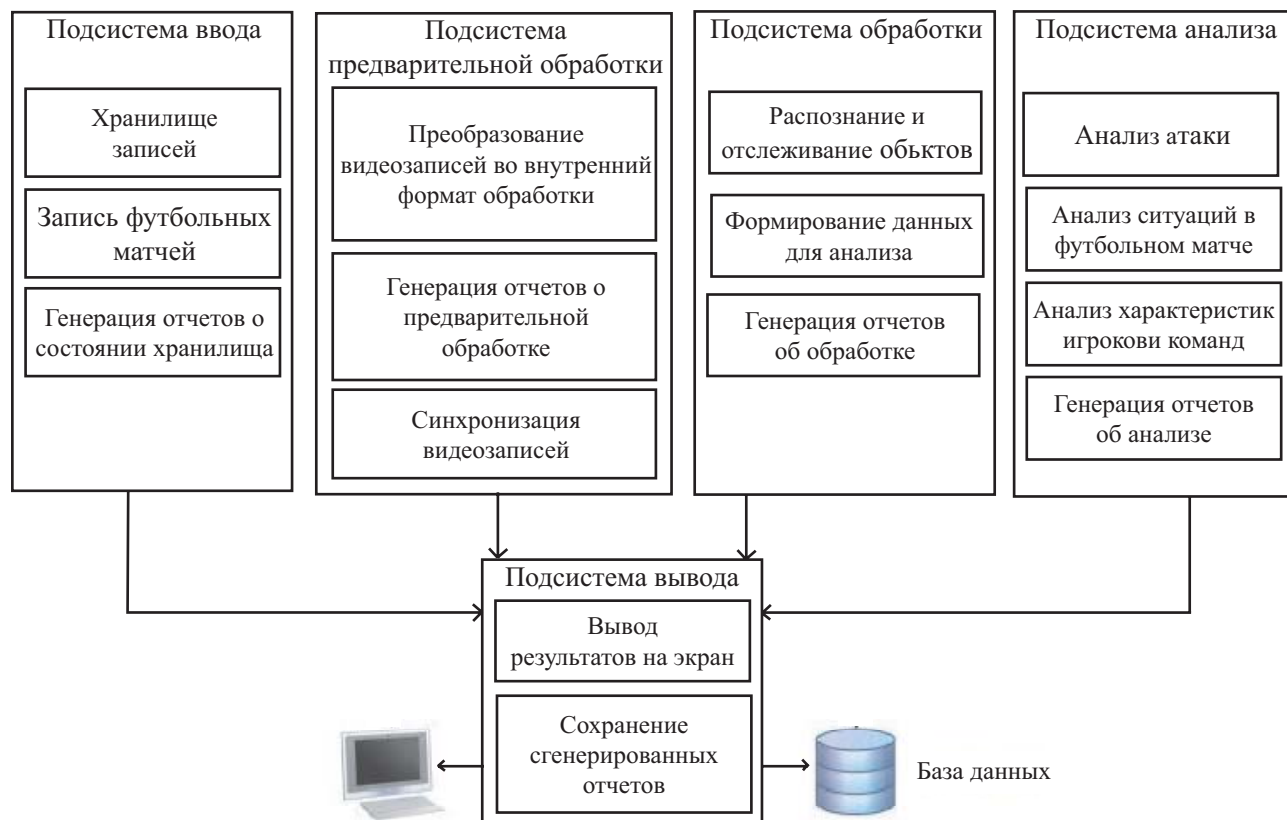 Подсистема ввода
Хранилище
записей
Запись футбольных
матчей
Генерация отчетов о
состоянии хранилища
Подсистема
предварительной обработки
Преобразование
видеозаписей во внутренний
формат обработки
Генерация отчетов о
предварительной
обработке
Синхронизация
видеозаписей
Подсистема обработки
Распознание и
отслеживание обьктов
Формирование данных
для анализа
Генерация отчетов
об обработке
Подсистема анализа
Анализ атаки
Анализ ситуаций в
футбольном матче
Анализ характеристик
игрокови команд
Генерация отчетов
об анализе
Подсистема вывода
Вывод
результатов на экран
Сохранение
сгенерированных
отчетов
База данных